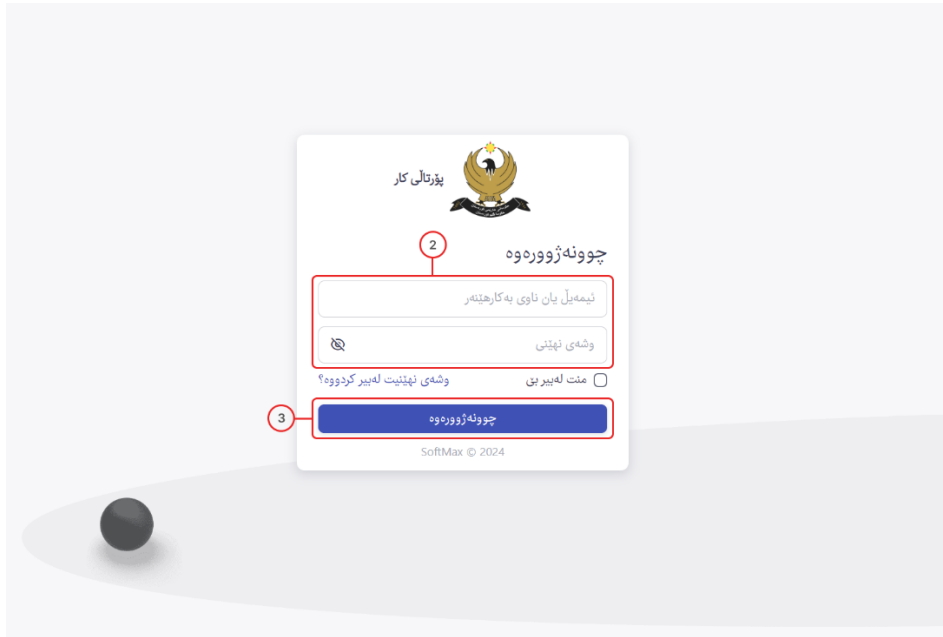 پۆرتاڵی کار
2
چوونەژوورەوە
ئیمەیڵ یان ناوی بەکارهێنەر
وشەی نهێنی
منت لەبیر بێ
وشەی نهێنیت لەبیر کردووە؟
3
چوونەژوورەوە
SoftMax © 2024